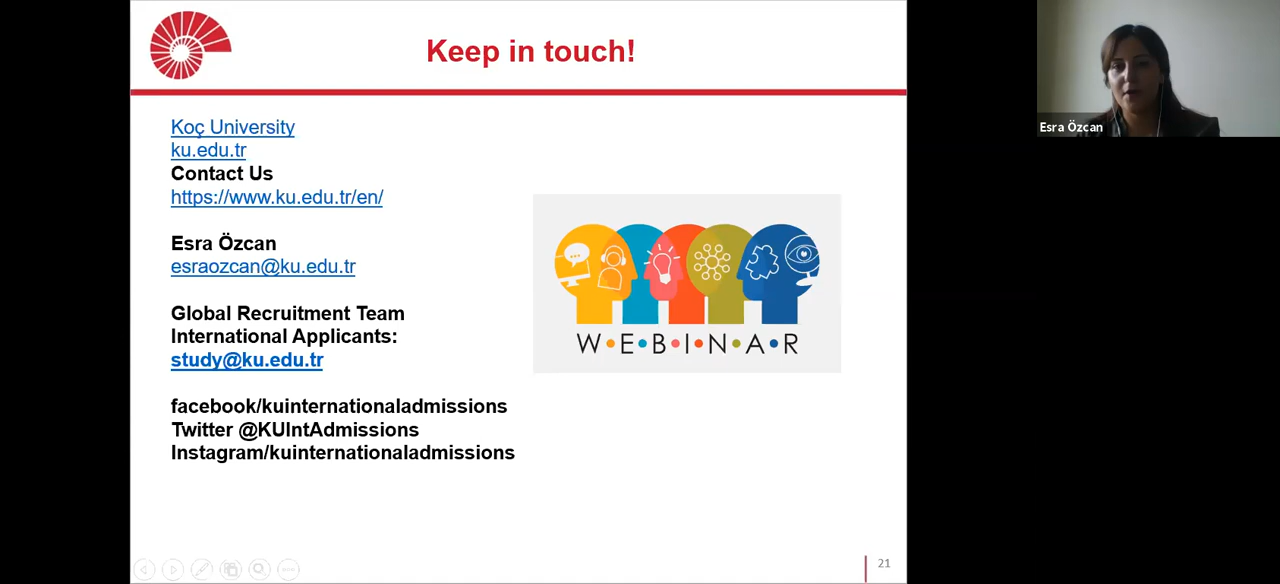 Keep in touch!
Koç University
ku.edu.tr
Contact Us
https://www.ku.edu.tr/en/
Esra Özcan
esraozcan@ku.edu.tr
Global Recruitment Team
International Applicants:
study@ku.edu.tr
facebook/kuinternationaladmissions
Twitter @KUIntAdmissions
Instagram/kuinternationaladmissions
W•E•B•I•N•A•R
21
Esra Özcan